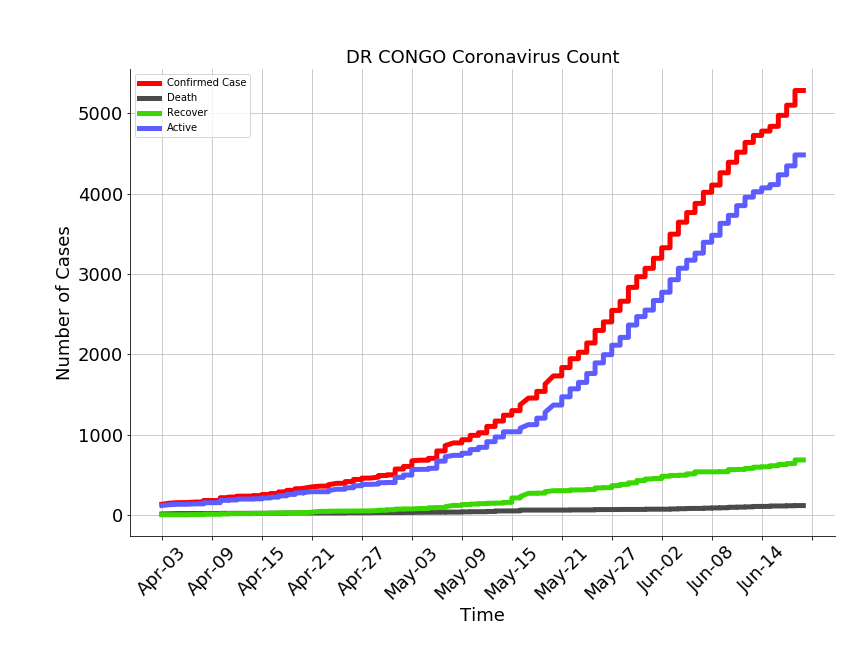 DR CONGO Coronavirus Count
Confirmed Case
Death
Recover
Active
Number of Cases
5000
4000
3000
2000
1000
0
Apr-03
Apr-09
Apr-15
Apr-21
Apr-27
May-03
May-09
May-15
May-21
May-27
Jun-02
Jun-08
Jun-14
Time